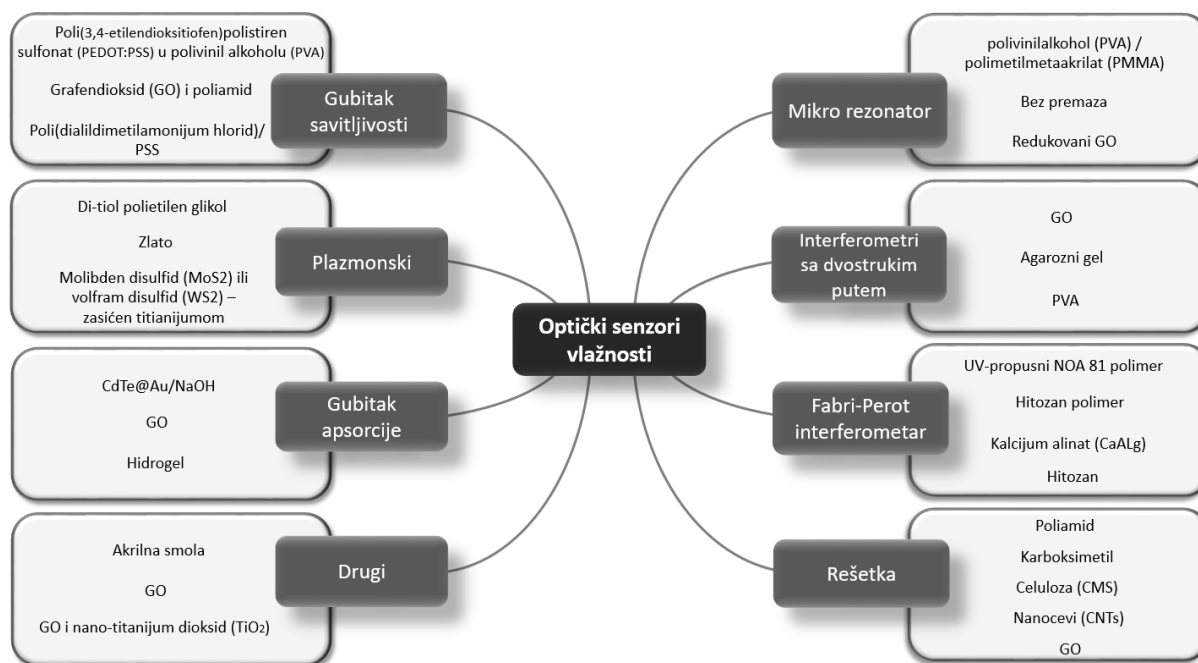 Poli(3,4-etilendioksitiofen)polistiren
sulfonat (PEDOT:PSS) u polivinil alkoholu (PVA)
Grafendioksid (GO) i poliamid
Poli(dialildimetilamonijum hlorid)/
PSS
Gubitak
savitljivosti
Di-tiol polietilen glikol
Zlato
Molibden disulfid (MoS2) ili
volfram disulfid (WS2) –
zasićen titianijumom
Plazmonski
CdTe@Au/NaOH
GO
Hidrogel
Gubitak
apsorcije
Akrilna smola
GO
GO i nano-titanijum dioksid (TiO2)
Drugi
Optički senzori
vlažnosti
Mikro rezonator
polivinilalkohol (PVA) /
polimetilmetaakrilat (PMMA)
Bez premaza
Redukovani GO
Interferometri
sa dvostrukim
putem
GO
Agarozni gel
PVA
Fabri-Perot
interferometar
UV-propusni NOA 81 polimer
Hitozan polimer
Kalcijum alinat (CaALg)
Hitozan
Rešetka
Poliamid
Karboksimetil
Celuloza (CMS)
Nanocevi (CNTs)
GO